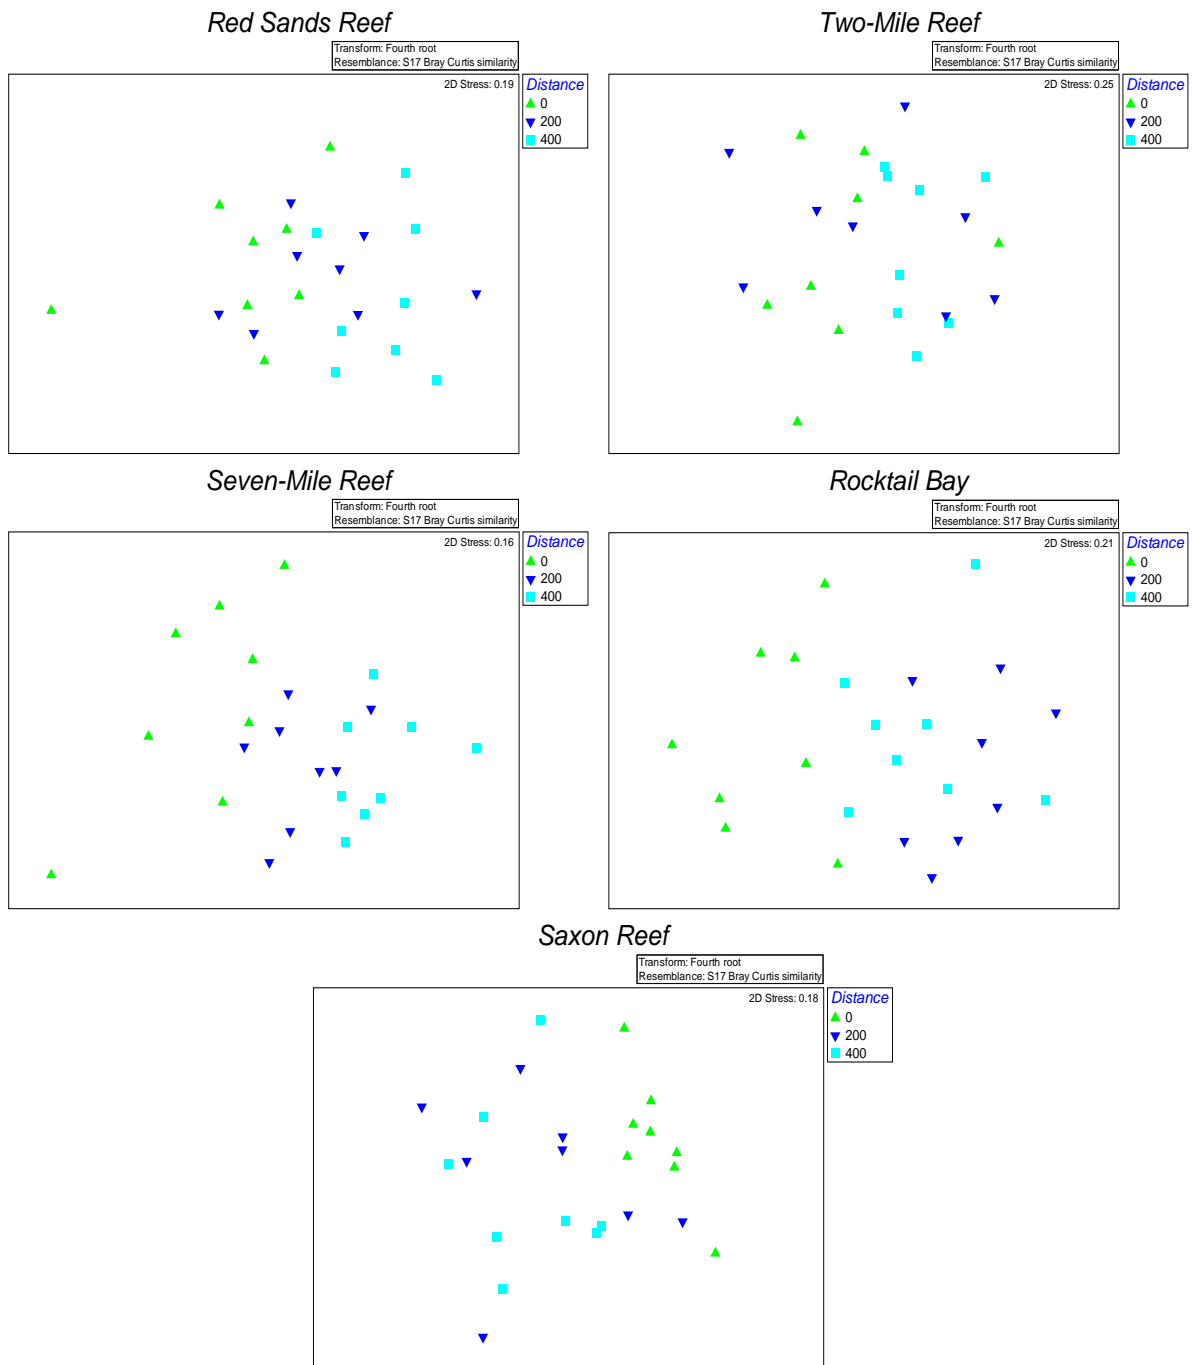 Red Sands Reef
Transform: Fourth root
Resemblance: S17 Bray Curtis similarity
2D Stress: 0.19
Distance
0
200
400
Two-Mile Reef
Transform: Fourth root
Resemblance: S17 Bray Curtis similarity
2D Stress: 0.25
Distance
0
200
400
Seven-Mile Reef
Transform: Fourth root
Resemblance: S17 Bray Curtis similarity
2D Stress: 0.16
Distance
0
200
400
Rocktail Bay
Transform: Fourth root
Resemblance: S17 Bray Curtis similarity
2D Stress: 0.21
Distance
0
200
400
Saxon Reef
Transform: Fourth root
Resemblance: S17 Bray Curtis similarity
2D Stress: 0.18
Distance
0
200
400